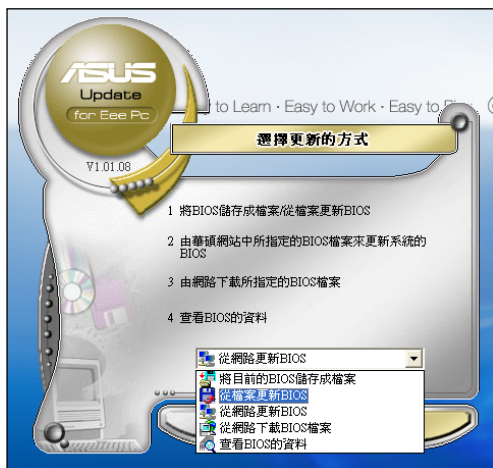 /SUS
Update
for Eee Pc
to Learn · Easy to Work · Easy to
選擇更新的方式
V1.01.08
1 將BIOS儲存成檔案/從檔案更新BIOS
2 由華碩網站中所指定的BIOS檔案來更新系統的
BIOS
3 由網路下載所指定的BIOS檔案
4 查看BIOS的資料
從網路更新BIOS
將目前的BIOS儲存成檔案
從檔案更新BIOS
從網路更新BIOS
從網路下載BIOS檔案
查看BIOS的資料